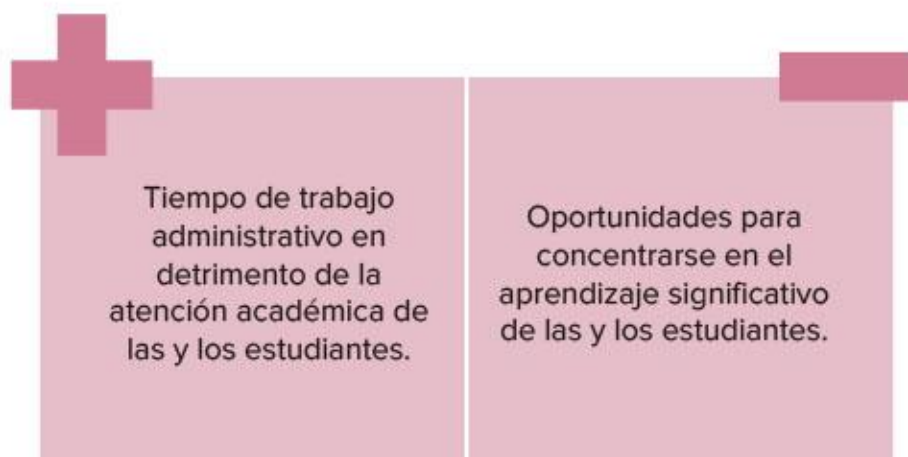 Tiempo de trabajo
administrativo en
detrimento de la
atención académica de
las y los estudiantes.
Oportunidades para
concentrarse en el
aprendizaje significativo
de las y los estudiantes.